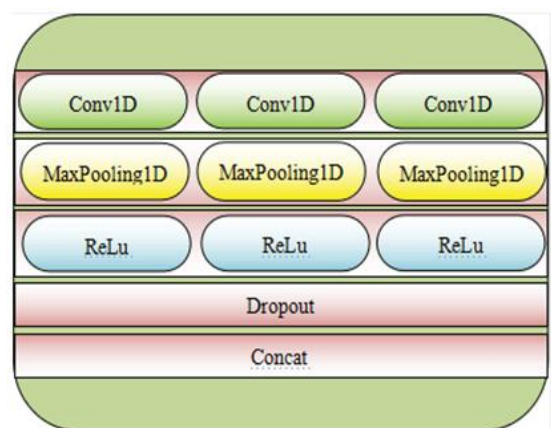 Conv1D Conv1D Conv1D
MaxPooling1D MaxPooling1D MaxPooling1D
ReLu ReLu ReLu
Dropout
Concat